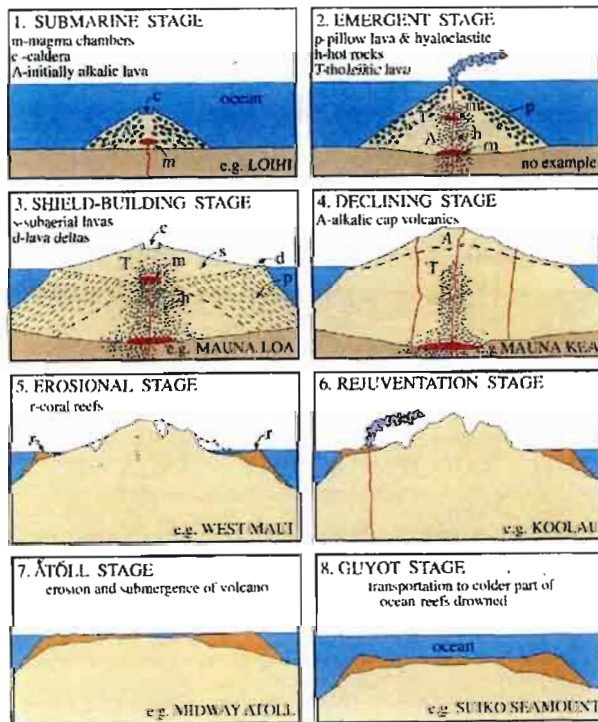 1. SUBMARINE STAGE
m-magma chambers
c -caldera
A-initially alkalic lava
c
ocean
m
e.g. LOIHI
2. EMERGENT STAGE
p-pillow lava & hyaloclastite
h-hot rocks
T-tholeiitic lava
T
m
p
A
h
m
no example
3. SHIELD-BUILDING STAGE
s-subaerial lavas
d-lava deltas
c
T
m
s
d
p
h
e.g. MAUNA LOA
4. DECLINING STAGE
A-alkalic cap volcanics
A
T
e.g. MAUNA KEA
5. EROSIONAL STAGE
r-coral reefs
r
r
e.g. WEST MAUI
6. REJUVENTATION STAGE
e.g. KOOLAU
7. ATOLL STAGE
erosion and submergence of volcano
e.g. MIDWAY ATOLL
8. GUYOT STAGE
transportation to colder part of
ocean reefs drowned
ocean
e.g. SUIKO SEAMOUNT